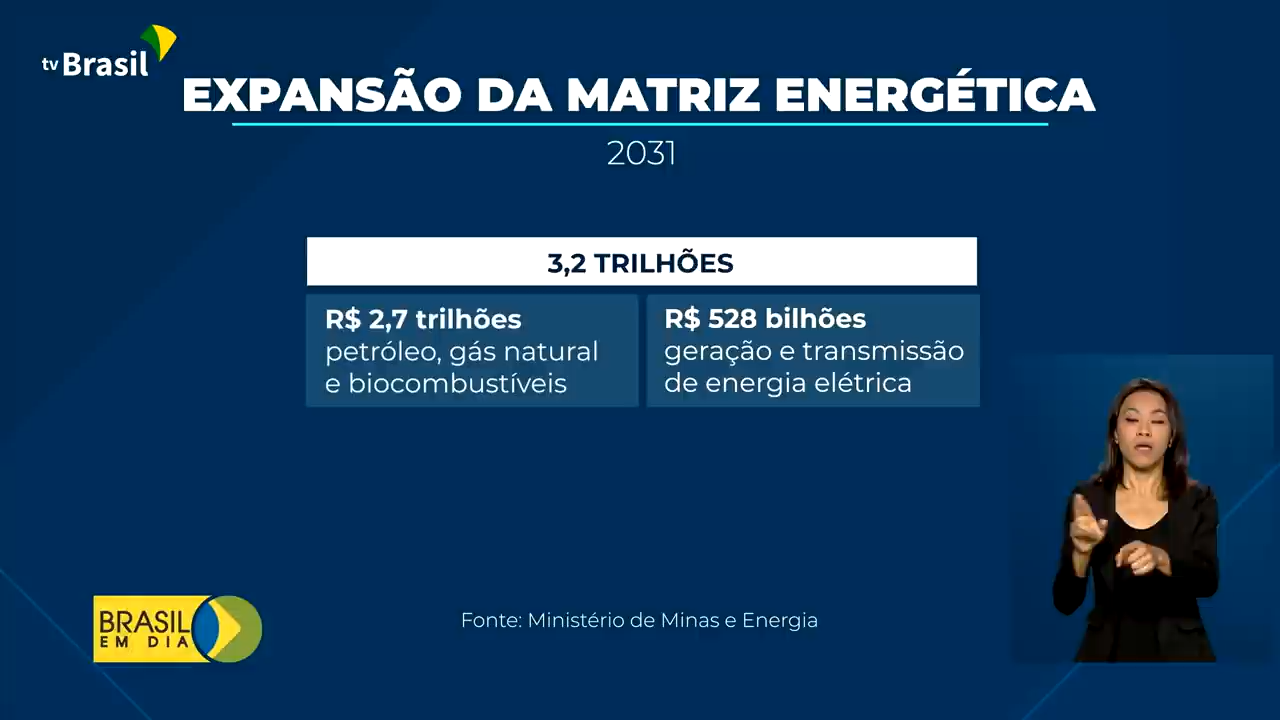 tv Brasil
EXPANSÃO DA MATRIZ ENERGÉTICA
2031
3,2 TRILHÕES
R$ 2,7 trilhões
petróleo, gás natural
e biocombustíveis
R$ 528 bilhões
geração e transmissão
de energia elétrica
BRASIL
EM DIA
Fonte: Ministério de Minas e Energia